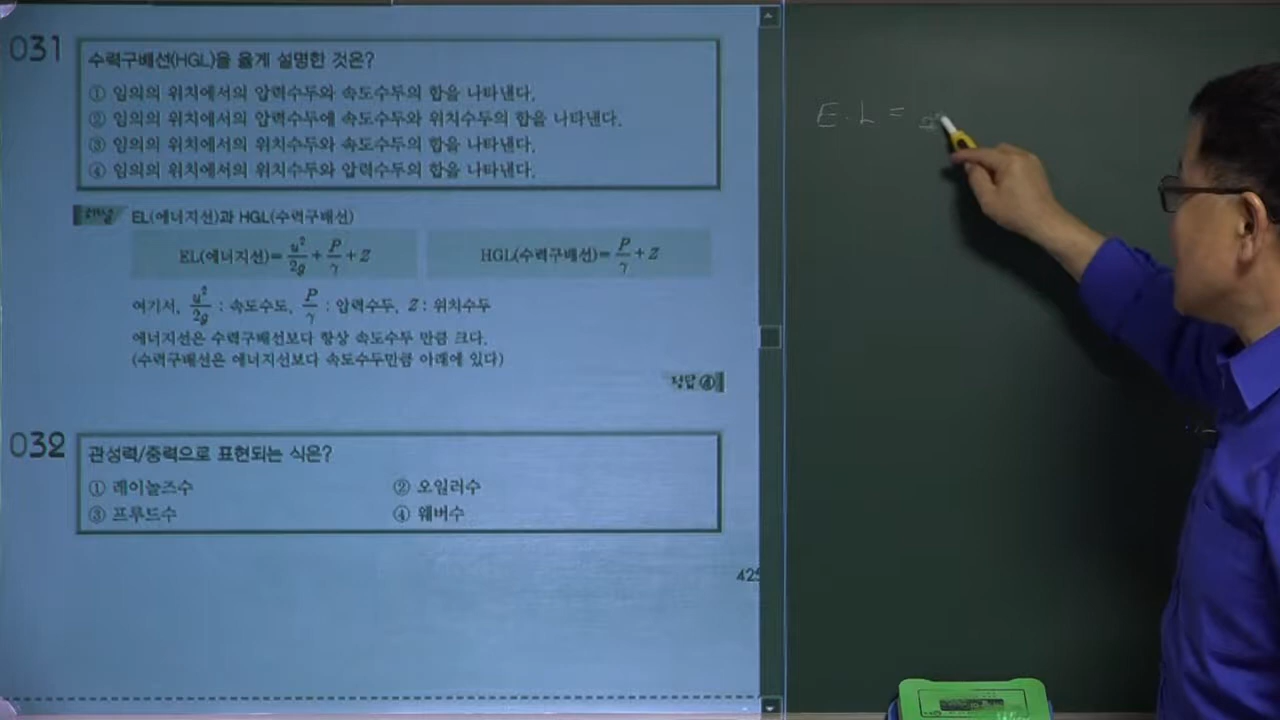 031
수력구배선(HGL)을 옳게 설명한 것은?
① 임의의 위치에서의 압력수두와 속도수두의 합을 나타낸다.
② 임의의 위치에서의 압력수두에 속도수두와 위치수두의 합을 나타낸다.
③ 임의의 위치에서의 위치수두와 속도수두의 합을 나타낸다.
④ 임의의 위치에서의 위치수두와 압력수두의 합을 나타낸다.
해설 EL(에너지선)과 HGL(수력구배선)
EL(에너지선)=u²/2g+P/γ+Z HGL(수력구배선)=P/γ+Z
여기서, u²/2g : 속도수도, P/γ : 압력수두, Z : 위치수두
에너지선은 수력구배선보다 항상 속도수두 만큼 크다.
(수력구배선은 에너지선보다 속도수두만큼 아래에 있다)
정답 ④
032
관성력/중력으로 표현되는 식은?
① 레이놀즈수 ② 오일러수
③ 프루드수 ④ 웨버수
425
E.L =